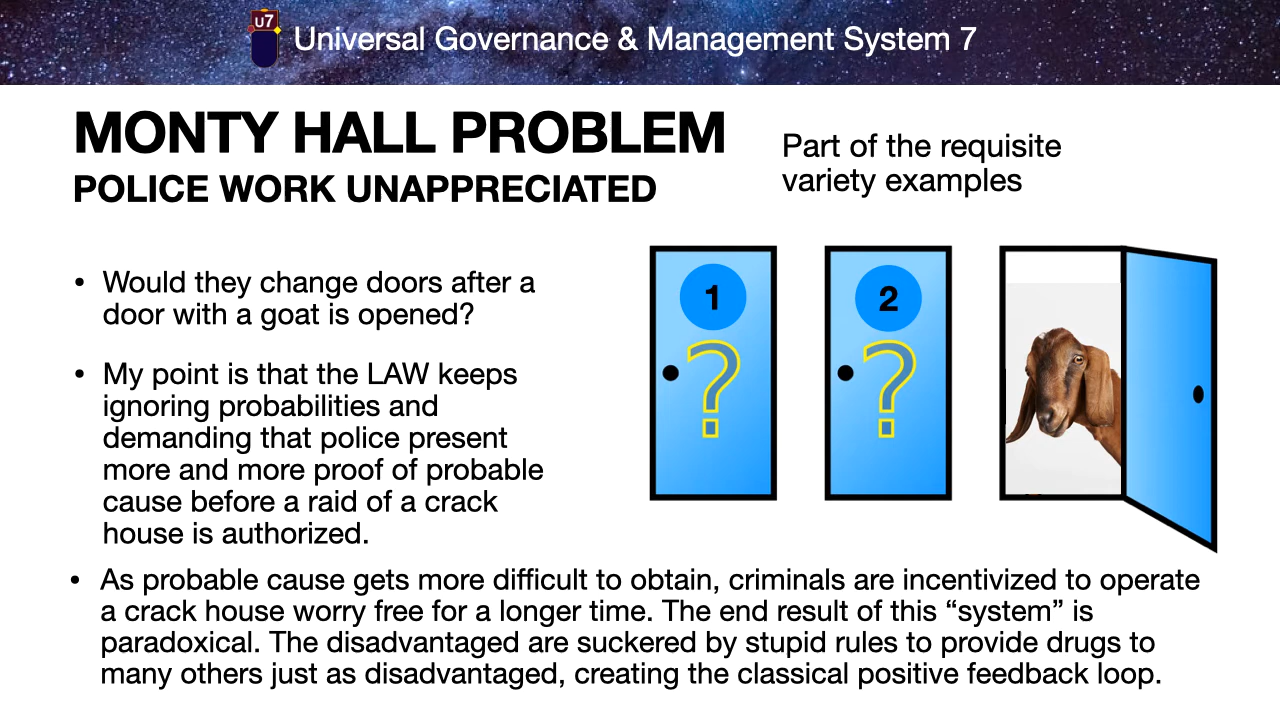 U7
Universal Governance & Management System 7
MONTY HALL PROBLEM
POLICE WORK UNAPPRECIATED
Part of the requisite
variety examples
• Would they change doors after a
door with a goat is opened?
• My point is that the LAW keeps
ignoring probabilities and
demanding that police present
more and more proof of probable
cause before a raid of a crack
house is authorized.
1
2
?
?
• As probable cause gets more difficult to obtain, criminals are incentivized to operate
a crack house worry free for a longer time. The end result of this “system” is
paradoxical. The disadvantaged are suckered by stupid rules to provide drugs to
many others just as disadvantaged, creating the classical positive feedback loop.